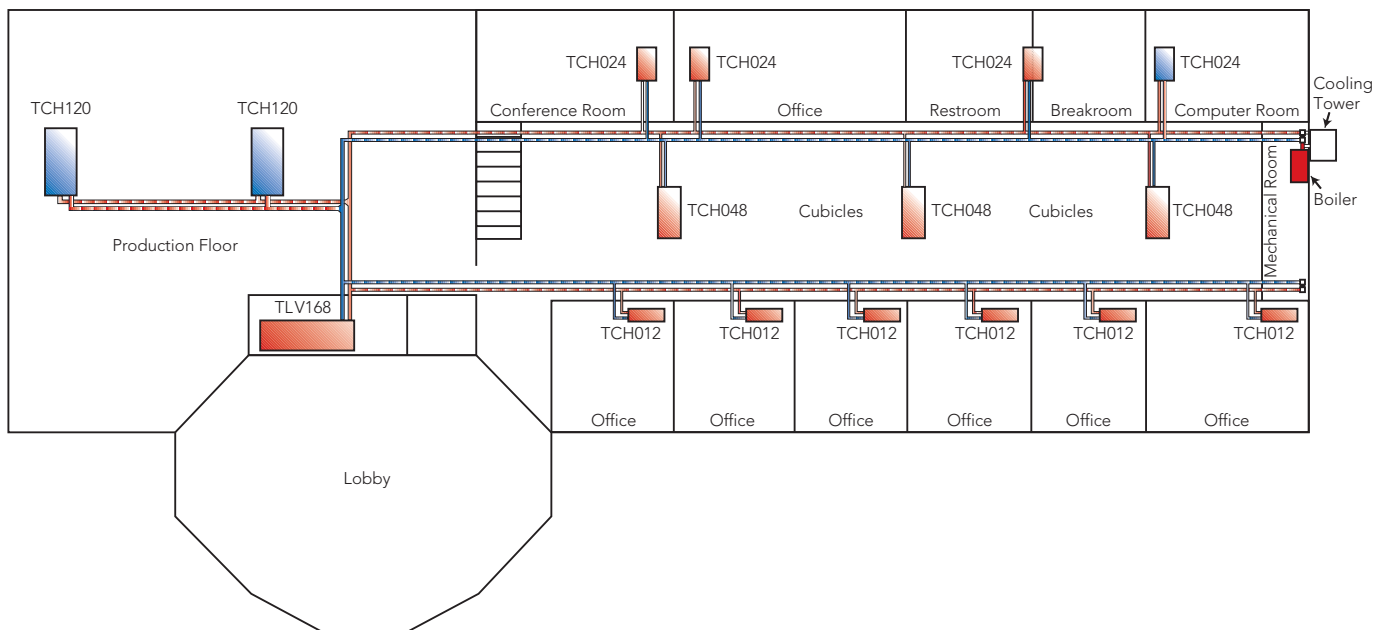 TCH024
TCH024
TCH024
TCH024
Cooling
Tower
TCH120
TCH120
Conference Room
Office
Restroom
Breakroom
Computer Room
Mechanical Room
Boiler
TCH048
Cubicles
TCH048
Cubicles
TCH048
Production Floor
TLV168
TCH012
TCH012
TCH012
TCH012
TCH012
TCH012
Office
Office
Office
Office
Office
Office
Lobby